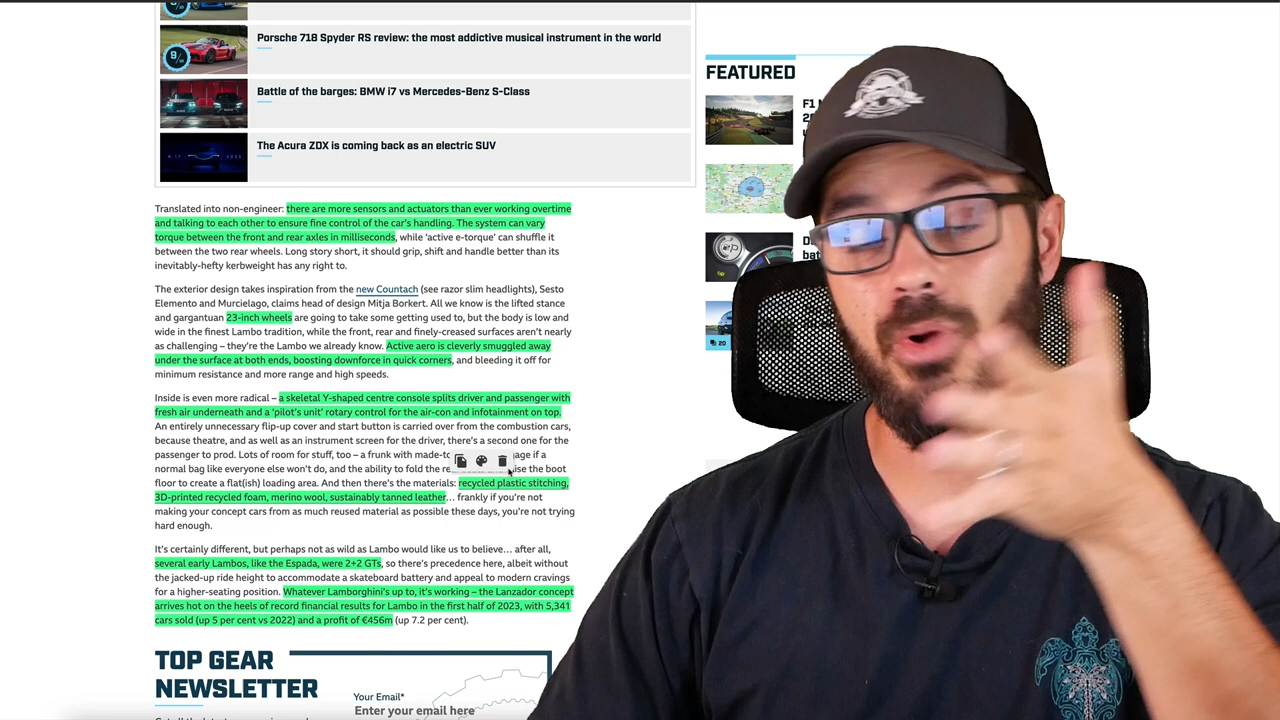 Porsche 718 Spyder RS review: the most addictive musical instrument in the world
9
Battle of the barges: BMW i7 vs Mercedes-Benz S-Class
The Acura ZDX is coming back as an electric SUV
Translated into non-engineer: there are more sensors and actuators than ever working overtime
and talking to each other to ensure fine control of the car's handling. The system can vary
torque between the front and rear axles in milliseconds, while 'active e-torque' can shuffle it
between the two rear wheels. Long story short, it should grip, shift and handle better than its
inevitably-hefty kerbweight has any right to.
The exterior design takes inspiration from the new Countach (see razor slim headlights), Sesto
Elemento and Murcielago, claims head of design Mitja Borkert. All we know is the lifted stance
and gargantuan 23-inch wheels are going to take some getting used to, but the body is low and
wide in the finest Lambo tradition, while the front, rear and finely-creased surfaces aren't nearly
as challenging – they're the Lambo we already know. Active aero is cleverly smuggled away
under the surface at both ends, boosting downforce in quick corners, and bleeding it off for
minimum resistance and more range and high speeds.
Inside is even more radical – a skeletal Y-shaped centre console splits driver and passenger with
fresh air underneath and a 'pilot's unit' rotary control for the air-con and infotainment on top.
An entirely unnecessary flip-up cover and start button is carried over from the combustion cars,
because theatre, and as well as an instrument screen for the driver, there's a second one for the
passenger to prod. Lots of room for stuff, too – a frunk with made-to if a
normal bag like everyone else won't do, and the ability to fold the the boot
floor to create a flat(ish) loading area. And then there's the materials: recycled plastic stitching,
3D-printed recycled foam, merino wool, sustainably tanned leather… frankly if you're not
making your concept cars from as much reused material as possible these days, you're not trying
hard enough.
It's certainly different, but perhaps not as wild as Lambo would like us to believe… after all,
several early Lambos, like the Espada, were 2+2 GTs, so there's precedence here, albeit without
the jacked-up ride height to accommodate a skateboard battery and appeal to modern cravings
for a higher-seating position. Whatever Lamborghini's up to, it's working – the Lanzador concept
arrives hot on the heels of record financial results for Lambo in the first half of 2023, with 5,341
cars sold (up 5 per cent vs 2022) and a profit of €456m (up 7.2 per cent).
TOP GEAR
NEWSLETTER
Your Email*
Enter your email here
FEATURED
F1
20